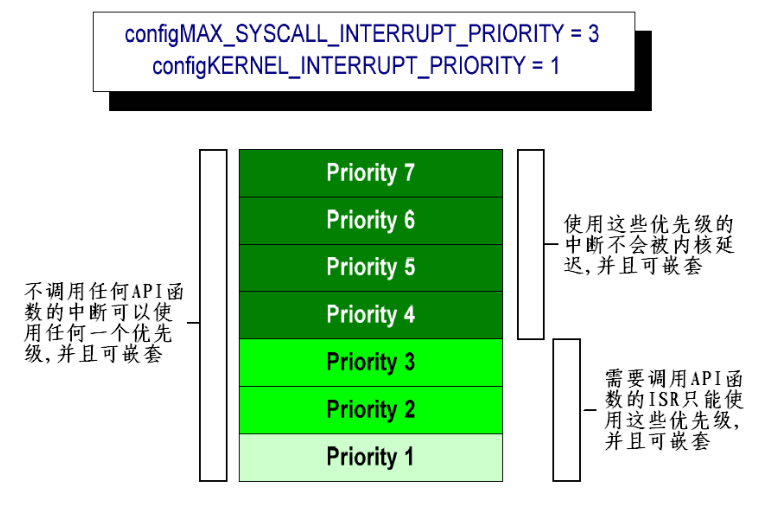 configMAX_SYSCALL_INTERRUPT_PRIORITY = 3
configKERNEL_INTERRUPT_PRIORITY = 1
不调用任何API函
数的中断可以使
用任何一个优先
级,并且可嵌套
Priority 7
Priority 6
Priority 5
Priority 4
Priority 3
Priority 2
Priority 1
使用这些优先级的
中断不会被内核延
迟,并且可嵌套
需要调用API函
数的ISR只能使
用这些优先级,
并且可嵌套